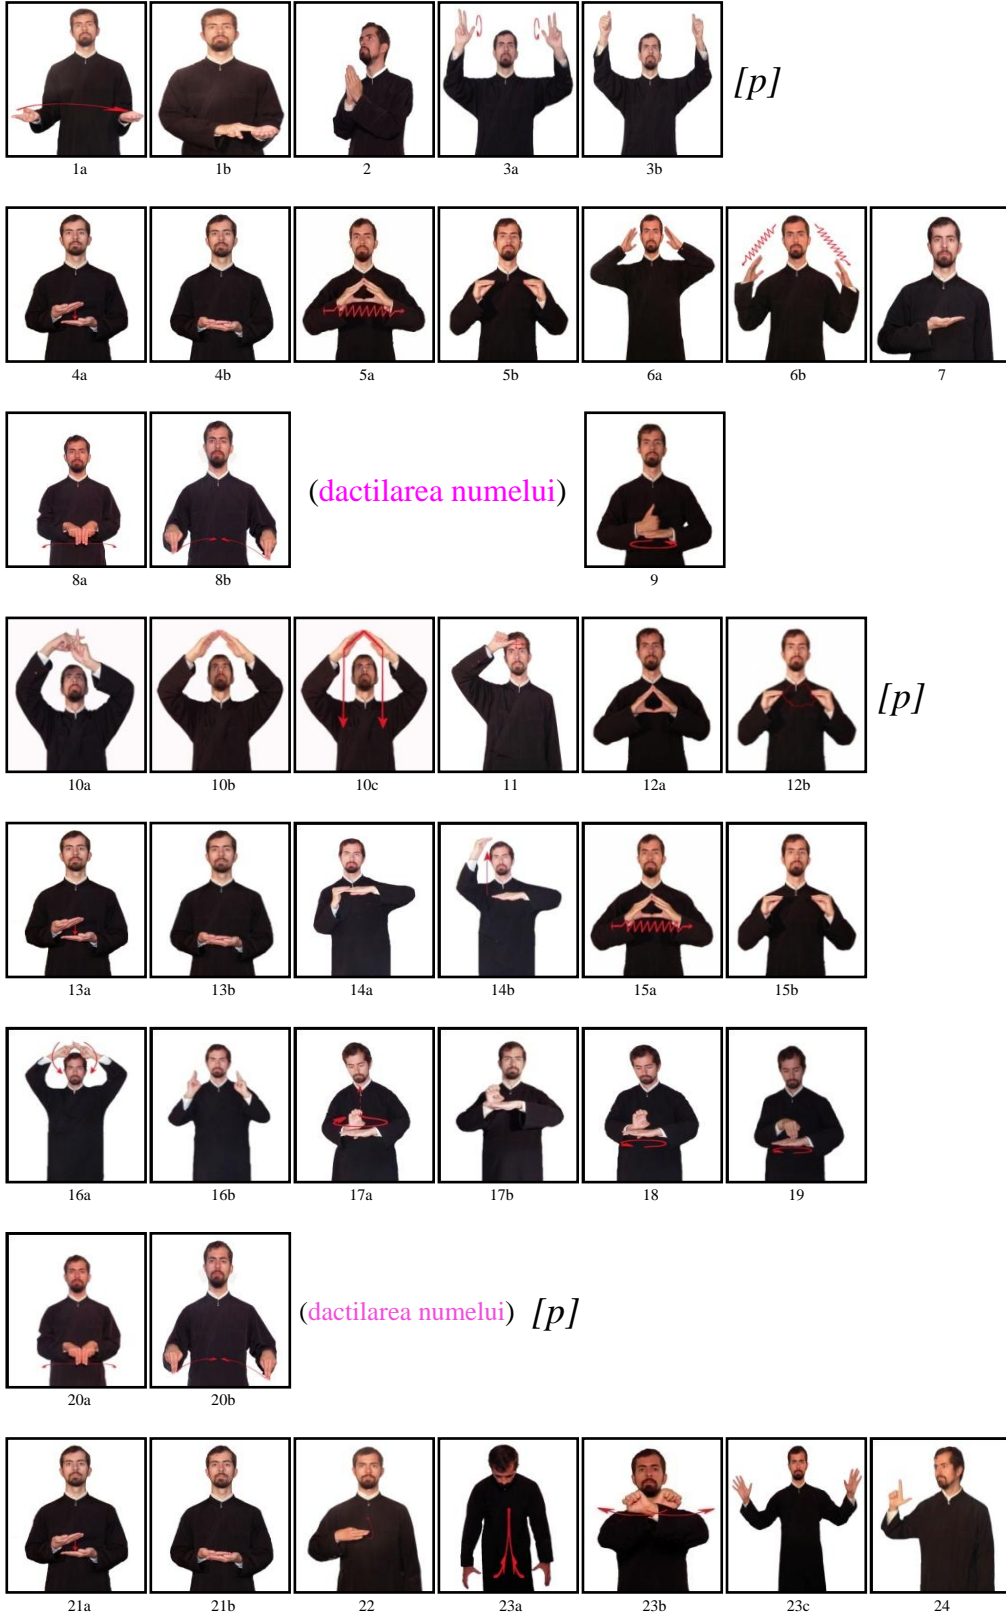 [p]
1a 1b 2 3a 3b
4a 4b 5a 5b 6a 6b 7
(dactilarea numelui)
8a 8b 9
[p]
10a 10b 10c 11 12a 12b
13a 13b 14a 14b 15a 15b
16a 16b 17a 17b 18 19
(dactilarea numelui) [p]
20a 20b
21a 21b 22 23a 23b 23c 24